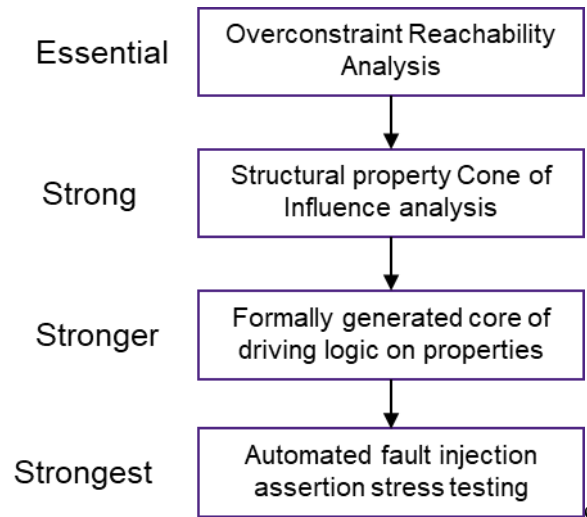 Essential
Overconstraint Reachability
Analysis
Strong
Structural property Cone of
Influence analysis
Stronger
Formally generated core of
driving logic on properties
Strongest
Automated fault injection
assertion stress testing